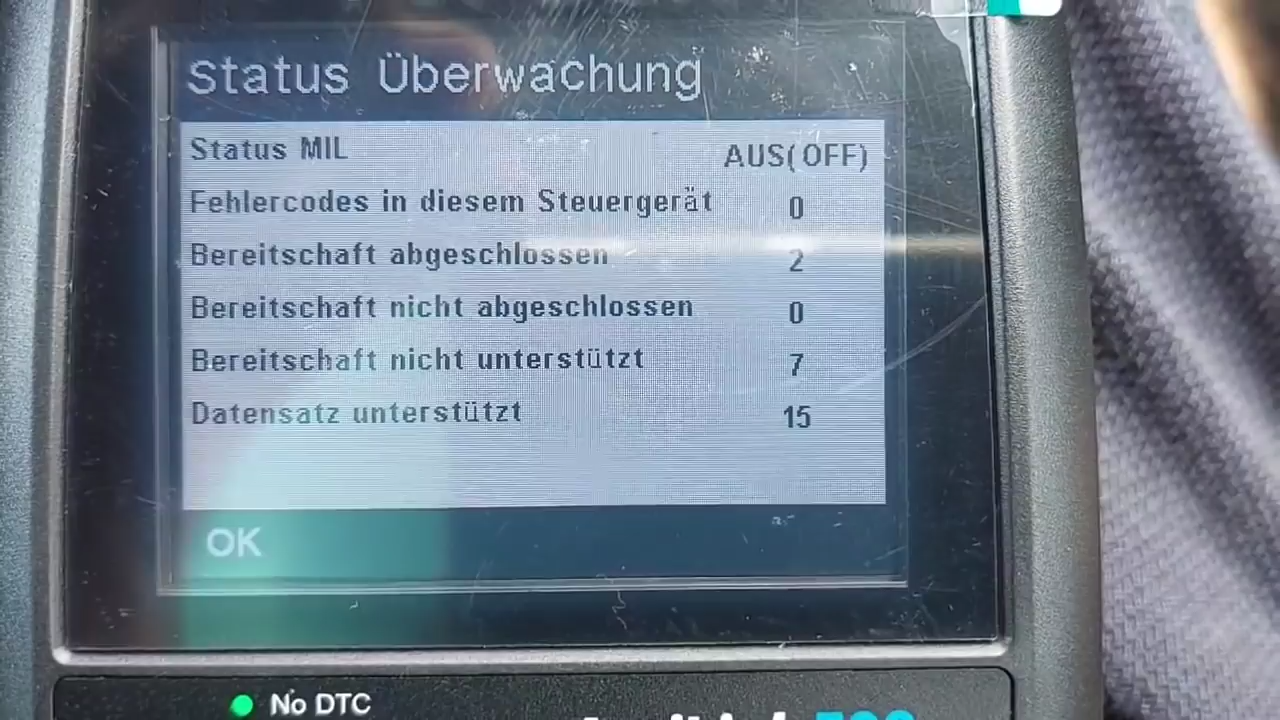 Status Überwachung
Status MIL AUS(OFF)
Fehlercodes in diesem Steuergerät 0
Bereitschaft abgeschlossen 2
Bereitschaft nicht abgeschlossen 0
Bereitschaft nicht unterstützt 7
Datensatz unterstützt 15
OK
No DTC